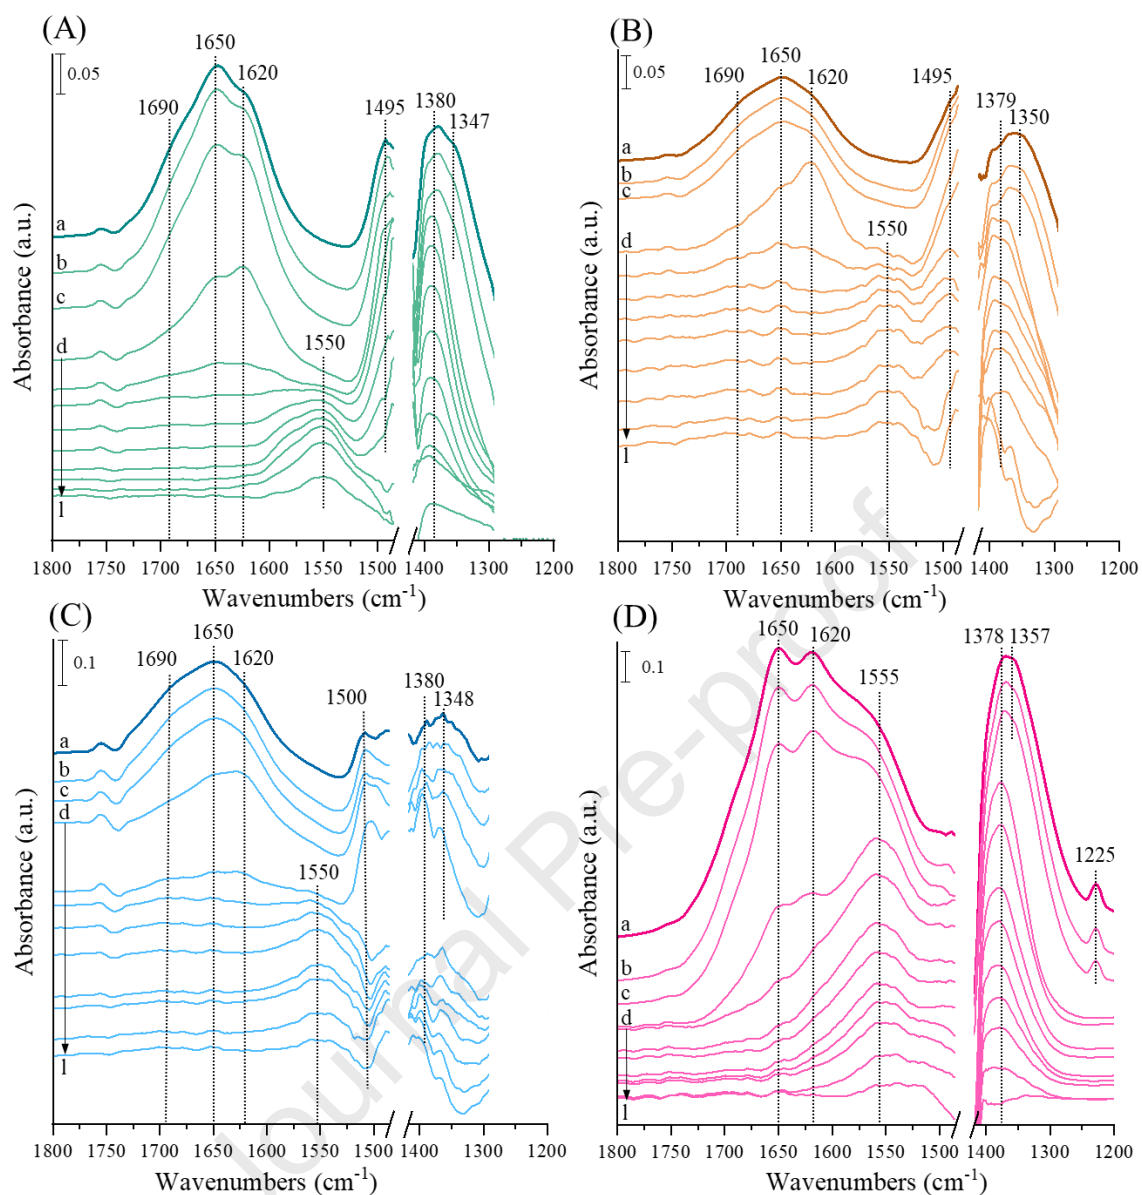 (A)
1650
0.05
1620
1690
1495
1380
1347
a
b
c
d
1550
l
Absorbance (a.u.)
1800 1750 1700 1650 1600 1550 1500 1400 1300 1200
Wavenumbers (cm-1)
(B)
0.05
1690
1650
1620
1495
1379
1350
a
b
c
d
1550
l
Absorbance (a.u.)
1800 1750 1700 1650 1600 1550 1500 1400 1300 1200
Wavenumbers (cm-1)
(C)
1650
0.1
1690
1620
1500
1380
1348
a
b
c
d
1550
l
Absorbance (a.u.)
1800 1750 1700 1650 1600 1550 1500 1400 1300 1200
Wavenumbers (cm-1)
(D)
0.1
1650
1620
1555
1378
1357
1225
a
b
c
d
l
Absorbance (a.u.)
1800 1750 1700 1650 1600 1550 1500 1400 1300 1200
Wavenumbers (cm-1)
Journal Pre-proof